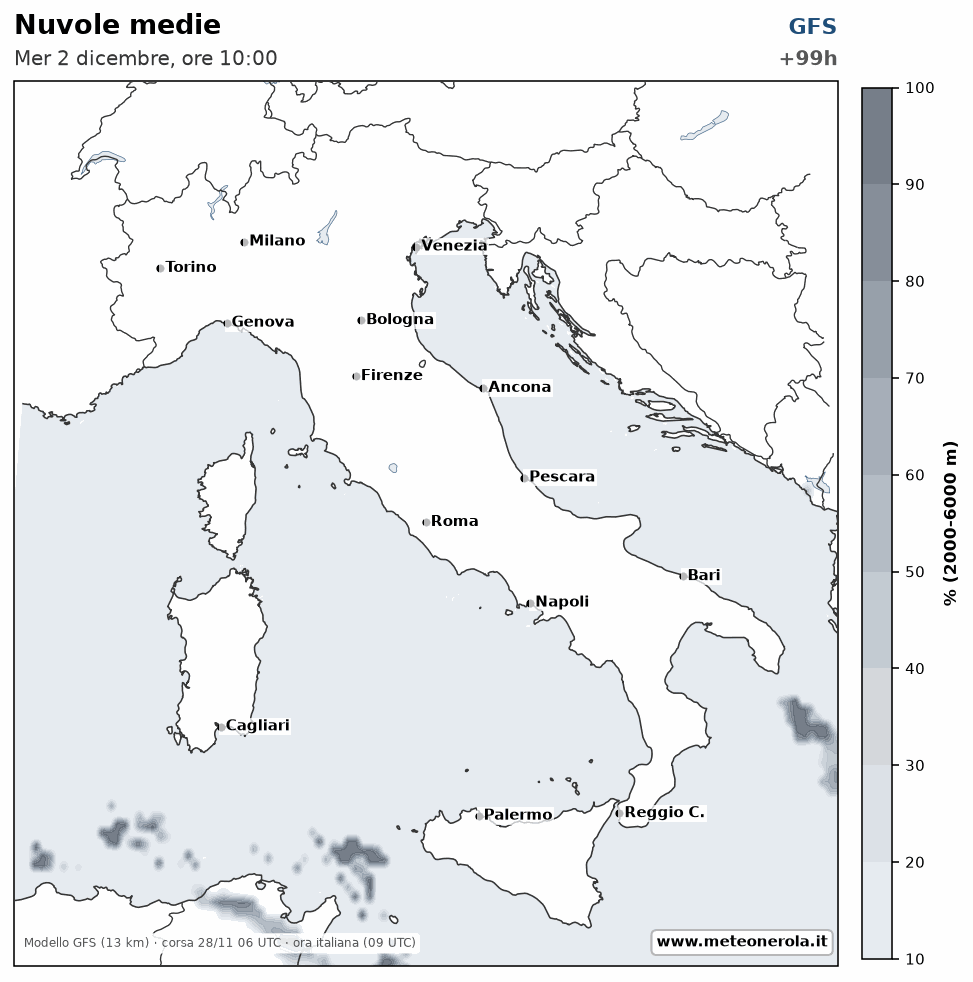 Nuvole medie
GFS
Mer 2 dicembre, ore 10:00
+99h
Milano
Venezia
Torino
Genova
Bologna
Firenze
Ancona
Pescara
Roma
Bari
Napoli
Cagliari
Palermo
Reggio C.
Modello GFS (13 km) · corsa 28/11 06 UTC · ora italiana (09 UTC)
www.meteonerola.it
100
90
80
70
60
50
40
30
20
10
% (2000-6000 m)